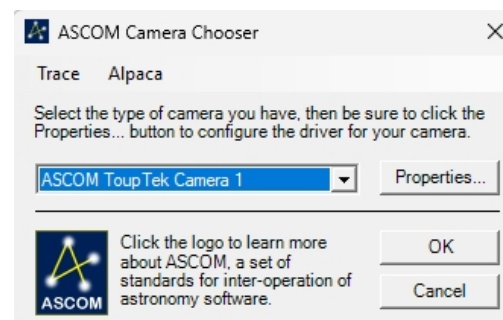 ASCOM Camera Chooser
Trace Alpaca
Select the type of camera you have, then be sure to click the
Properties... button to configure the driver for your camera.
ASCOM ToupTek Camera 1
Properties...
Click the logo to learn more
about ASCOM, a set of
standards for inter-operation of
astronomy software.
ASCOM
OK
Cancel